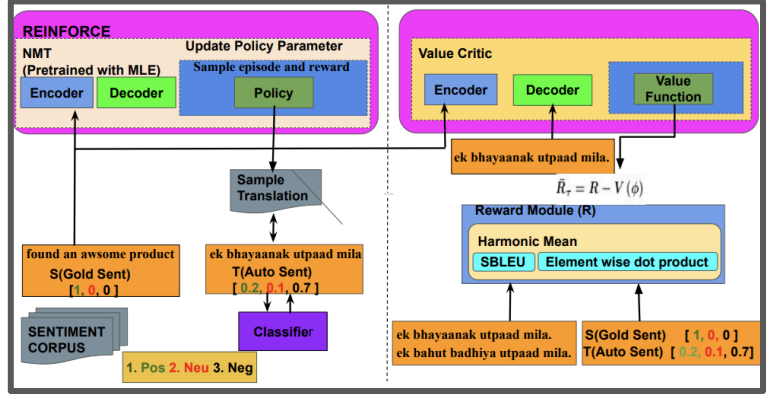 REINFORCE
NMT
(Pretrained with MLE)
Update Policy Parameter
Sample episode and reward
Encoder
Decoder
Policy
Value Critic
Encoder
Decoder
Value
Function
ek bhayaanak utpaad mila.
Sample
Translation
R̄τ = R − V(ϕ)
Reward Module (R)
Harmonic Mean
SBLEU
Element wise dot product
found an awsome product
S(Gold Sent)
[1, 0, 0 ]
ek bhayaanak utpaad mila
T(Auto Sent)
[ 0.2, 0.1, 0.7 ]
Classifier
SENTIMENT
CORPUS
1. Pos 2. Neu 3. Neg
ek bhayaanak utpaad mila.
ek bahut badhiya utpaad mila.
S(Gold Sent) [ 1, 0, 0 ]
T(Auto Sent) [ 0.2, 0.1, 0.7]